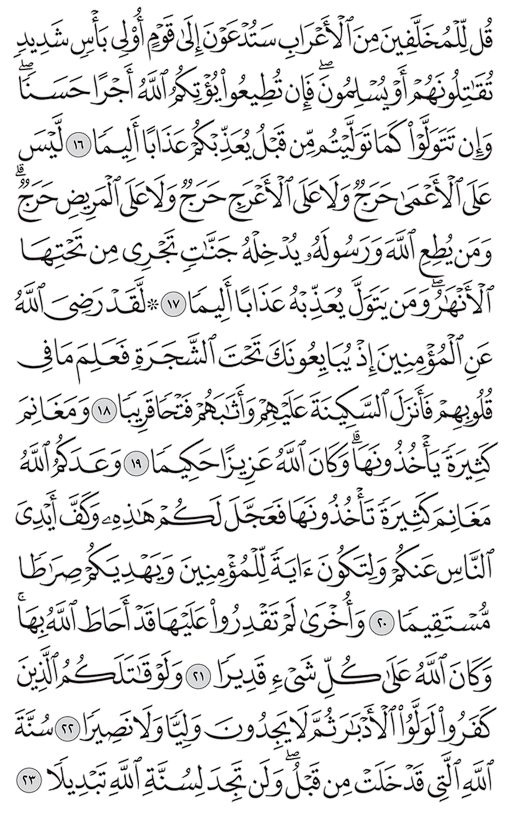 قُل لِّلْمُخَلَّفِينَ مِنَ ٱلْأَعْرَابِ سَتُدْعَوْنَ إِلَىٰ قَوْمٍ أُو۟لِى بَأْسٍ شَدِيدٍ
تُقَٰتِلُونَهُمْ أَوْ يُسْلِمُونَ ۖ فَإِن تُطِيعُوا۟ يُؤْتِكُمُ ٱللَّهُ أَجْرًا حَسَنًا ۖ
وَإِن تَتَوَلَّوْا۟ كَمَا تَوَلَّيْتُم مِّن قَبْلُ يُعَذِّبْكُمْ عَذَابًا أَلِيمًا ١٦ لَّيْسَ
عَلَى ٱلْأَعْمَىٰ حَرَجٌ وَلَا عَلَى ٱلْأَعْرَجِ حَرَجٌ وَلَا عَلَى ٱلْمَرِيضِ حَرَجٌ ۗ
وَمَن يُطِعِ ٱللَّهَ وَرَسُولَهُۥ يُدْخِلْهُ جَنَّٰتٍ تَجْرِى مِن تَحْتِهَا
ٱلْأَنْهَٰرُ ۖ وَمَن يَتَوَلَّ يُعَذِّبْهُ عَذَابًا أَلِيمًا ١٧ ۞ لَّقَدْ رَضِىَ ٱللَّهُ
عَنِ ٱلْمُؤْمِنِينَ إِذْ يُبَايِعُونَكَ تَحْتَ ٱلشَّجَرَةِ فَعَلِمَ مَا فِى
قُلُوبِهِمْ فَأَنزَلَ ٱلسَّكِينَةَ عَلَيْهِمْ وَأَثَٰبَهُمْ فَتْحًا قَرِيبًا ١٨ وَمَغَانِمَ
كَثِيرَةً يَأْخُذُونَهَا ۗ وَكَانَ ٱللَّهُ عَزِيزًا حَكِيمًا ١٩ وَعَدَكُمُ ٱللَّهُ
مَغَانِمَ كَثِيرَةً تَأْخُذُونَهَا فَعَجَّلَ لَكُمْ هَٰذِهِۦ وَكَفَّ أَيْدِىَ
ٱلنَّاسِ عَنكُمْ وَلِتَكُونَ ءَايَةً لِّلْمُؤْمِنِينَ وَيَهْدِيَكُمْ صِرَٰطًا
مُّسْتَقِيمًا ٢٠ وَأُخْرَىٰ لَمْ تَقْدِرُوا۟ عَلَيْهَا قَدْ أَحَاطَ ٱللَّهُ بِهَا ۚ
وَكَانَ ٱللَّهُ عَلَىٰ كُلِّ شَىْءٍ قَدِيرًا ٢١ وَلَوْ قَٰتَلَكُمُ ٱلَّذِينَ
كَفَرُوا۟ لَوَلَّوُا۟ ٱلْأَدْبَٰرَ ثُمَّ لَا يَجِدُونَ وَلِيًّا وَلَا نَصِيرًا ٢٢ سُنَّةَ
ٱللَّهِ ٱلَّتِى قَدْ خَلَتْ مِن قَبْلُ ۖ وَلَن تَجِدَ لِسُنَّةِ ٱللَّهِ تَبْدِيلًا ٢٣